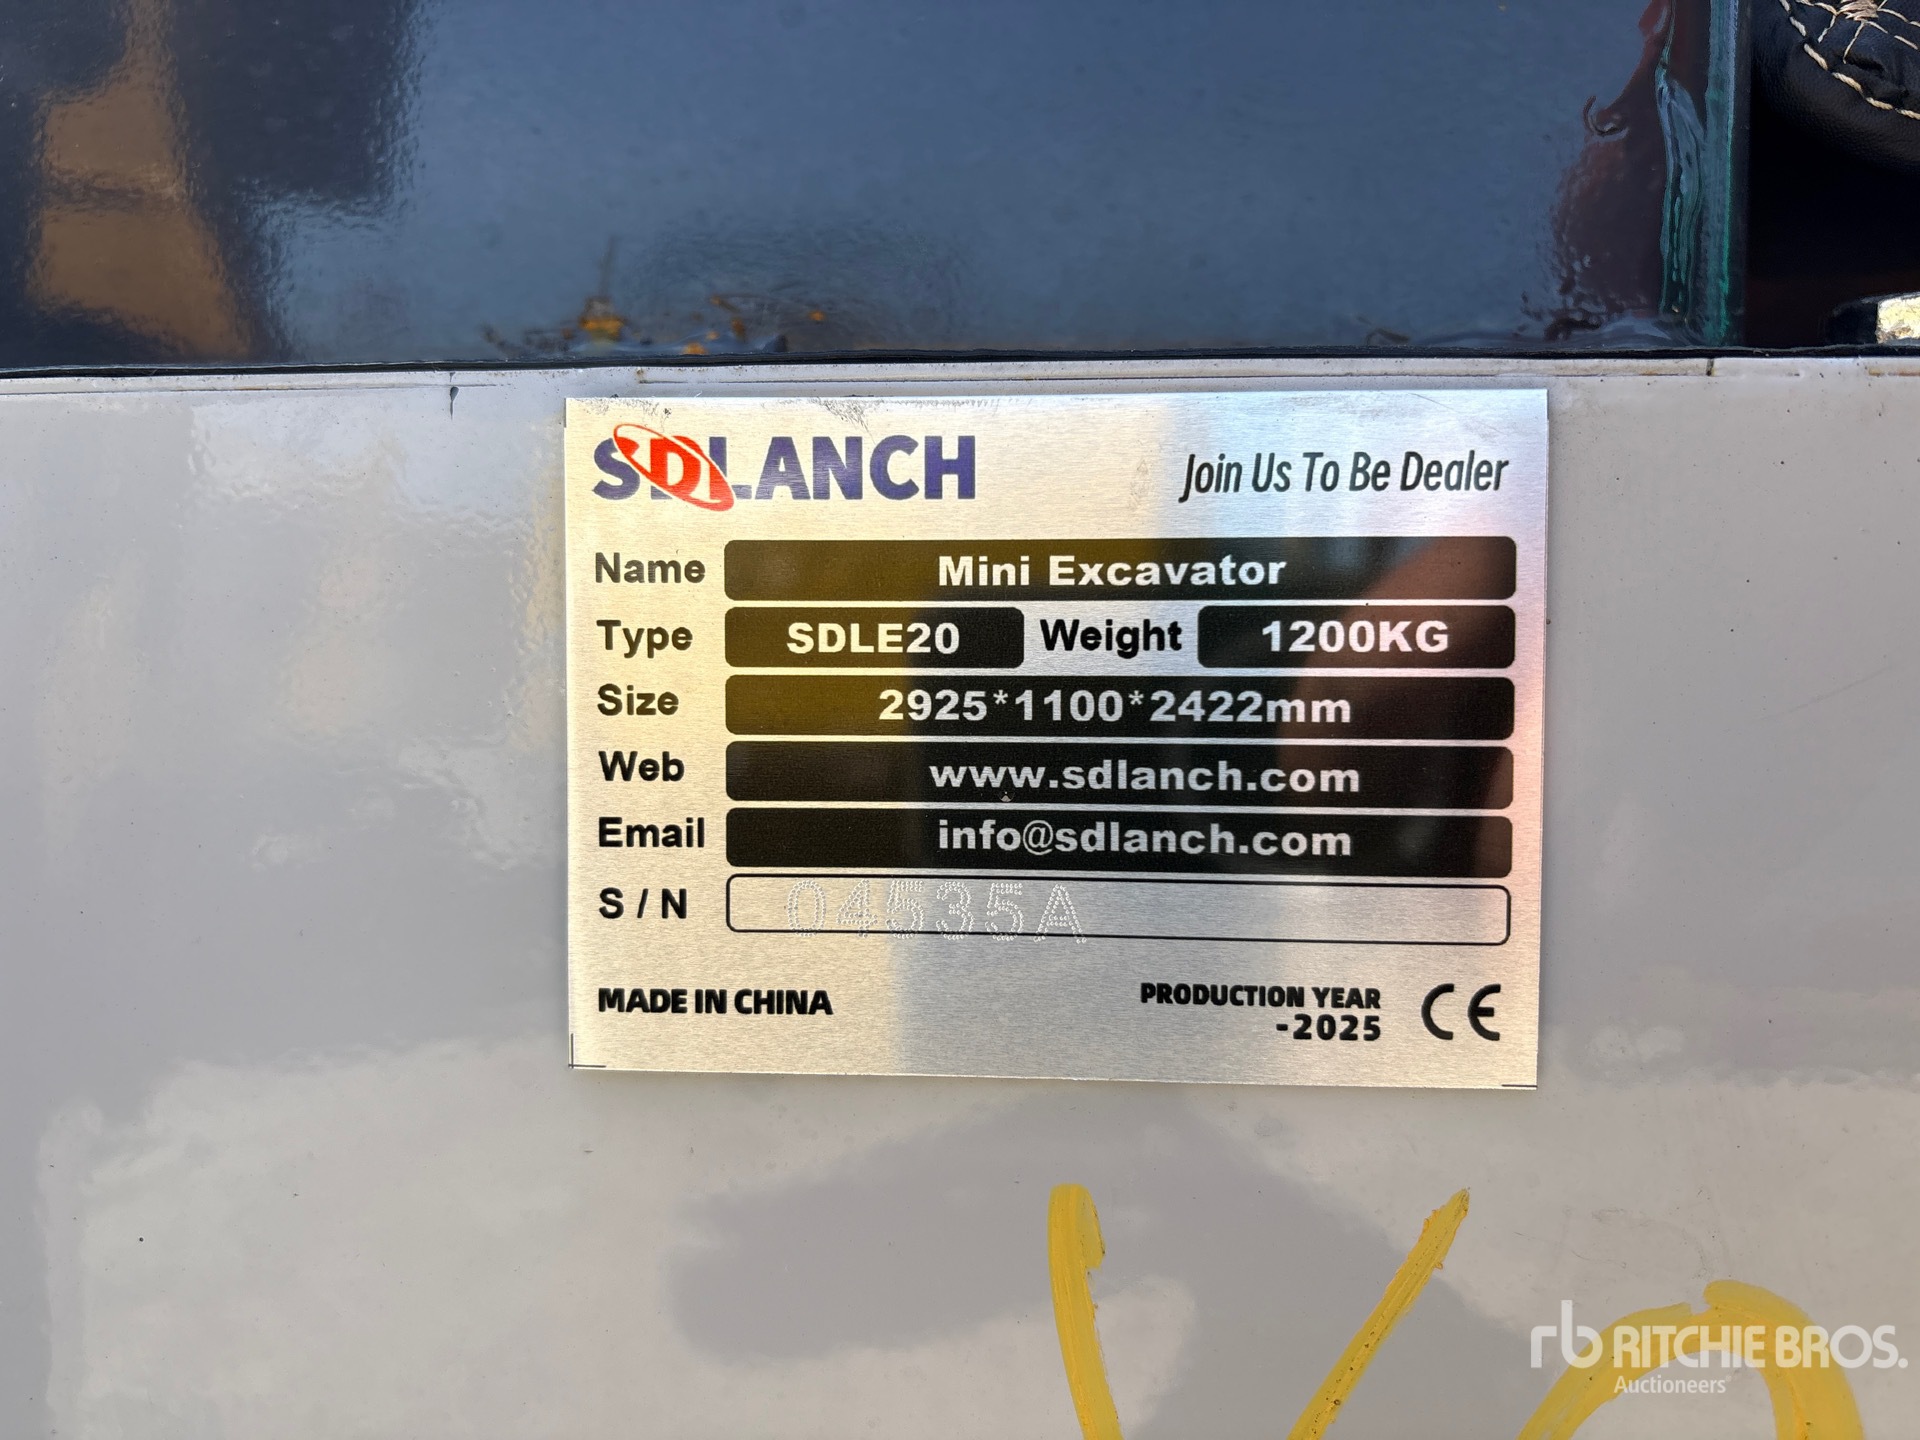 SDLANCH
Join Us To Be Dealer
Name Mini Excavator
Type SDLE20 Weight 1200KG
Size 2925*1100*2422mm
Web www.sdlanch.com
Email info@sdlanch.com
S / N 04535A
MADE IN CHINA
PRODUCTION YEAR
-2025
CE
rb RITCHIE BROS.
Auctioneers